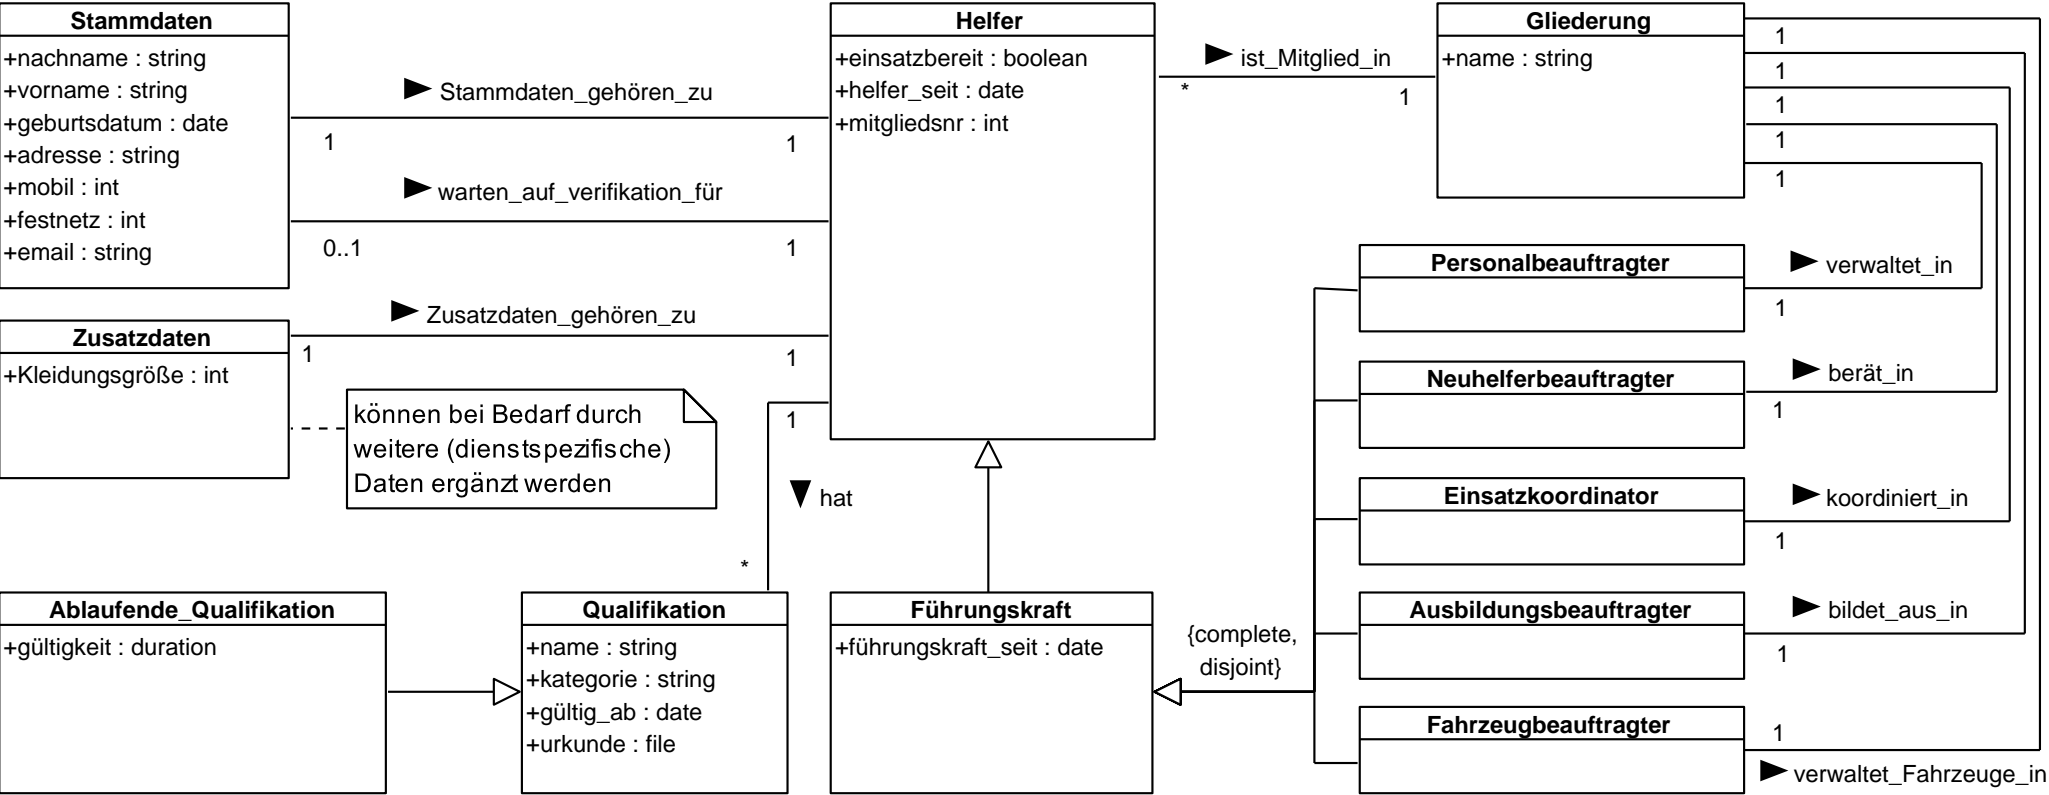 Stammdaten
+nachname : string
+vorname : string
+geburtsdatum : date
+adresse : string
+mobil : int
+festnetz : int
+email : string
Stammdaten_gehören_zu
1
1
warten_auf_verifikation_für
0..1
1
Zusatzdaten_gehören_zu
1
1
Zusatzdaten
+Kleidungsgröße : int
können bei Bedarf durch
weitere (dienstspezifische)
Daten ergänzt werden
Helfer
+einsatzbereit : boolean
+helfer_seit : date
+mitgliedsnr : int
1
hat
*
ist_Mitglied_in
*
1
Gliederung
+name : string
1
1
1
1
1
Personalbeauftragter
verwaltet_in
1
Neuhelferbeauftragter
berät_in
1
Einsatzkoordinator
koordiniert_in
1
Ausbildungsbeauftragter
bildet_aus_in
1
Fahrzeugbeauftragter
1
verwaltet_Fahrzeuge_in
Ablaufende_Qualifikation
+gültigkeit : duration
Qualifikation
+name : string
+kategorie : string
+gültig_ab : date
+urkunde : file
Führungskraft
+führungskraft_seit : date
{complete,
disjoint}